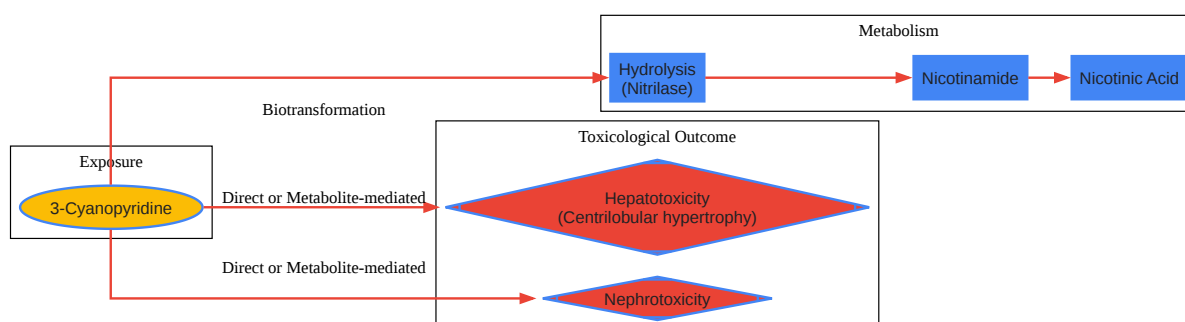 Metabolism
Hydrolysis
(Nitrilase)
Nicotinamide
Nicotinic Acid
Biotransformation
Toxicological Outcome
Exposure
3-Cyanopyridine
Direct or Metabolite-mediated
Hepatotoxicity
(Centrilobular hypertrophy)
Direct or Metabolite-mediated
Nephrotoxicity